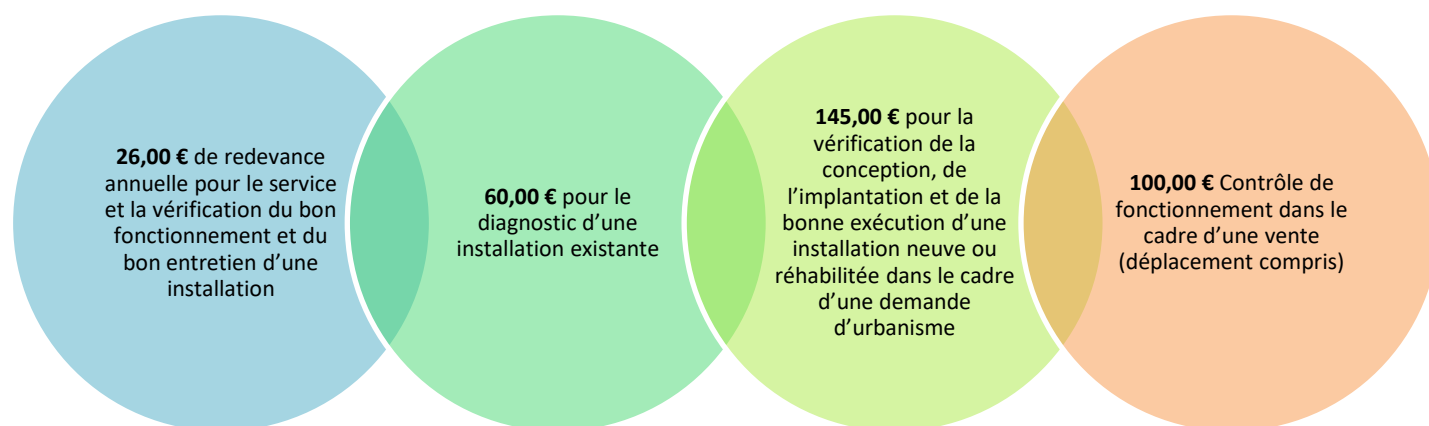 26,00 € de redevance
annuelle pour le service
et la vérification du bon
fonctionnement et du
bon entretien d’une
installation
60,00 € pour le
diagnostic d’une
installation existante
145,00 € pour la
vérification de la
conception, de
l’implantation et de la
bonne exécution d’une
installation neuve ou
réhabilitée dans le cadre
d’une demande
d’urbanisme
100,00 € Contrôle de
fonctionnement dans le
cadre d’une vente
(déplacement compris)